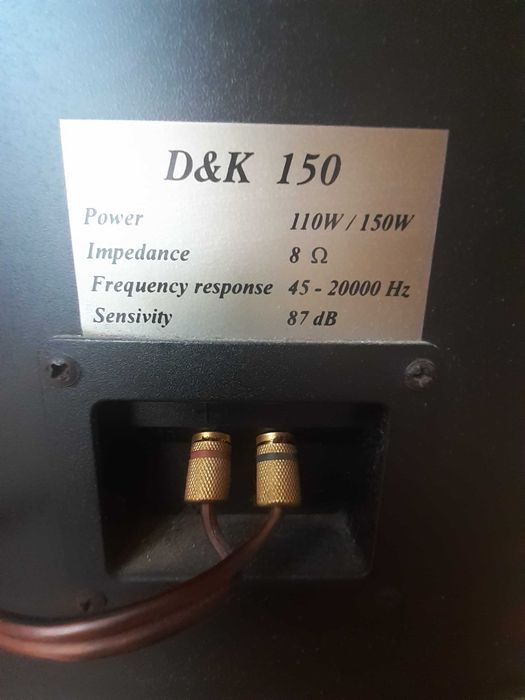 D&K 150
Power 110W / 150W
Impedance 8 Ω
Frequency response 45 - 20000 Hz
Sensivity 87 dB